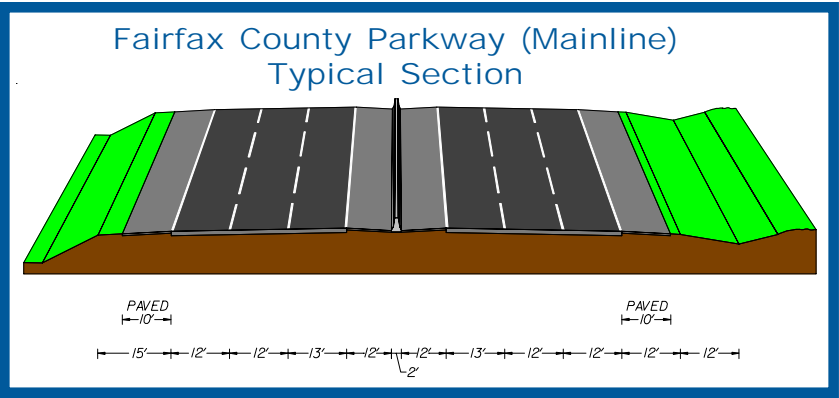 Fairfax County Parkway (Mainline)
Typical Section
PAVED PAVED
10' 10'
15' 12' 12' 13' 12' 12' 13' 12' 12' 12' 12'
2'